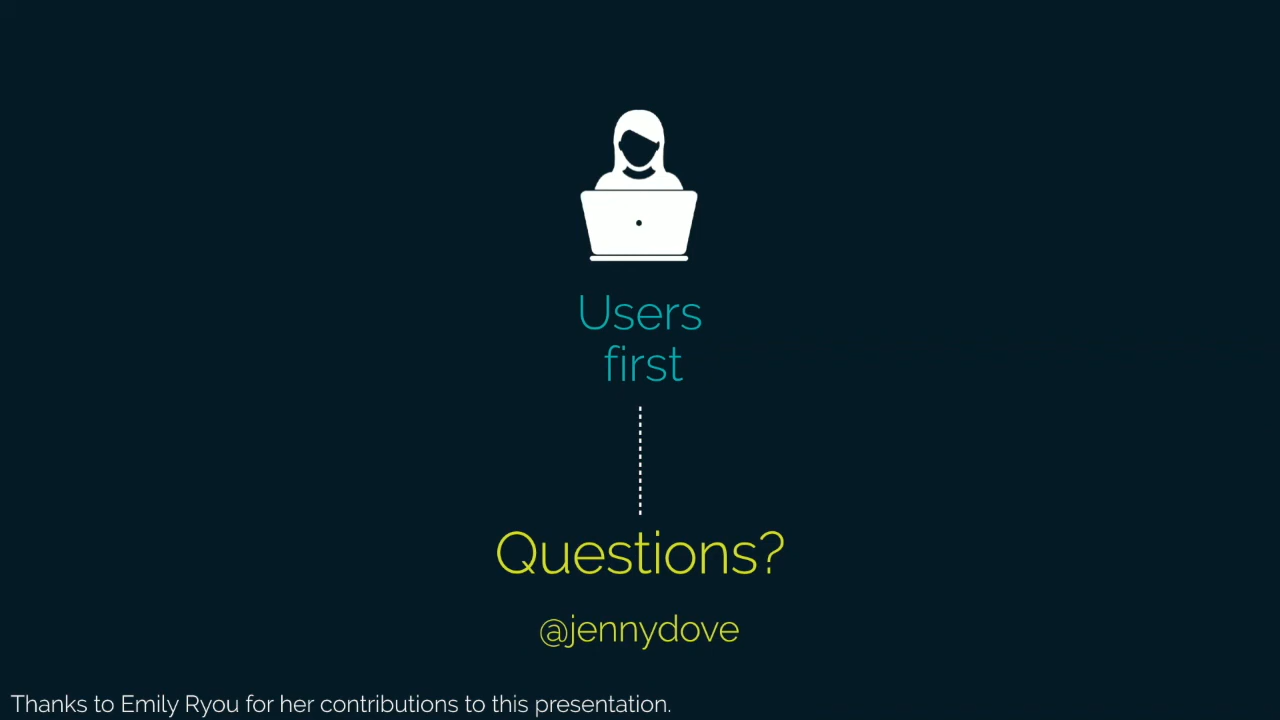 Users
first
Questions?
@jennydove
Thanks to Emily Ryou for her contributions to this presentation.